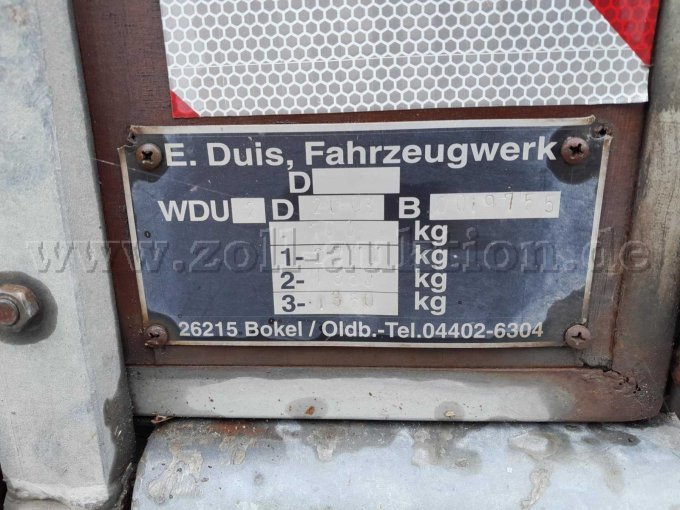 E. Duis, Fahrzeugwerk
D
WDU D B
kg
1- kg
2- kg
3- kg
26215 Bokel / Oldb.-Tel.04402-6304
www.zoll-auktion.de